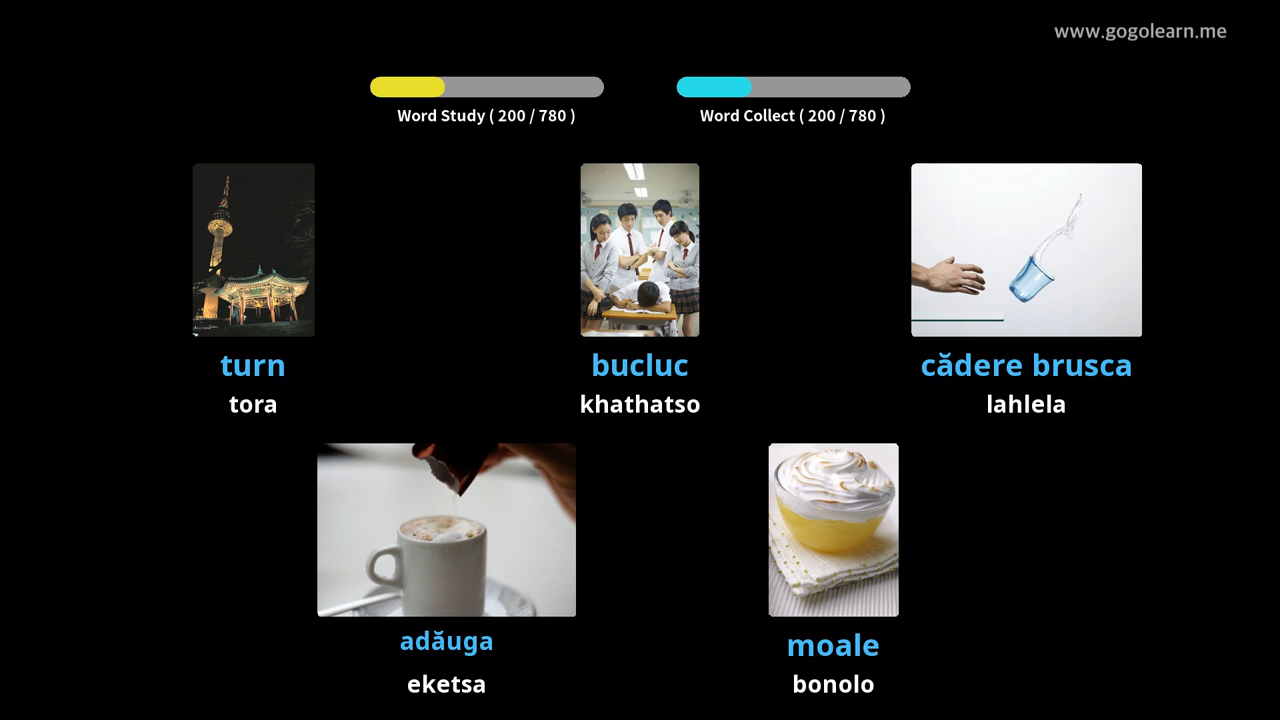 www.gogolearn.me
Word Study ( 200 / 780 )
Word Collect ( 200 / 780 )
turn
tora
bucluc
khathatso
cădere brusca
lahlela
adăuga
eketsa
moale
bonolo